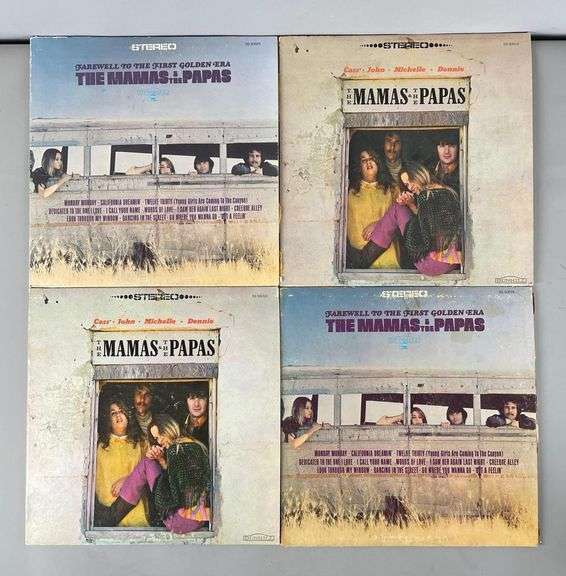 STEREO
FAREWELL TO THE FIRST GOLDEN ERA
THE MAMAS & THE PAPAS
MONDAY MONDAY · CALIFORNIA DREAMIN' · TWELVE THIRTY (Young Girls Are Coming To The Canyon)
DEDICATED TO THE ONE I LOVE · I CALL YOUR NAME · WORDS OF LOVE · I SAW HER AGAIN LAST NIGHT · CREEQUE ALLEY
LOOK THROUGH MY WINDOW · DANCING IN THE STREET · GO WHERE YOU WANNA GO · GOT A FEELIN'
STEREO
Cass · John · Michelle · Dennie
THE MAMAS & THE PAPAS
DUNHILL
STEREO
Cass · John · Michelle · Dennie
THE MAMAS & THE PAPAS
DUNHILL
STEREO
FAREWELL TO THE FIRST GOLDEN ERA
THE MAMAS & THE PAPAS
MONDAY MONDAY · CALIFORNIA DREAMIN' · TWELVE THIRTY (Young Girls Are Coming To The Canyon)
DEDICATED TO THE ONE I LOVE · I CALL YOUR NAME · WORDS OF LOVE · I SAW HER AGAIN LAST NIGHT · CREEQUE ALLEY
LOOK THROUGH MY WINDOW · DANCING IN THE STREET · GO WHERE YOU WANNA GO · GOT A FEELIN'